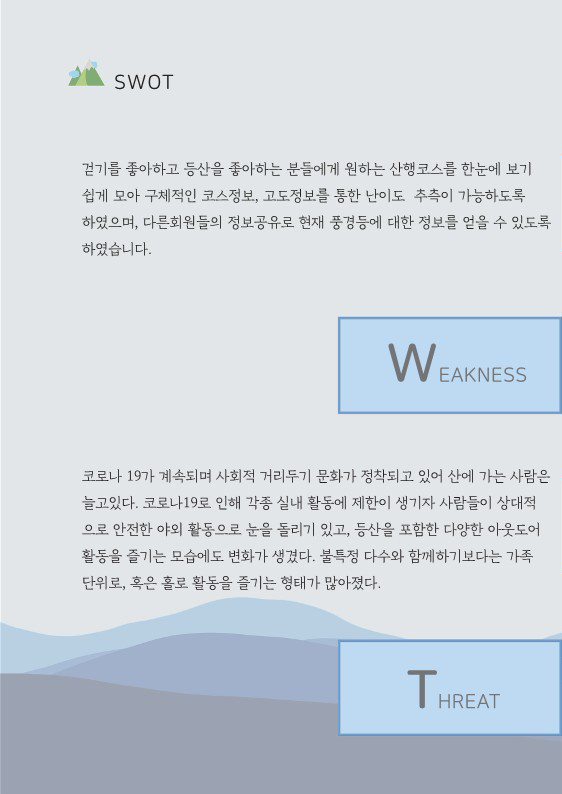 SWOT
걷기를 좋아하고 등산을 좋아하는 분들에게 원하는 산행코스를 한눈에 보기
쉽게 모아 구체적인 코스정보, 고도정보를 통한 난이도 추측이 가능하도록
하였으며, 다른회원들의 정보공유로 현재 풍경등에 대한 정보를 얻을 수 있도록
하였습니다.
WEAKNESS
코로나 19가 계속되며 사회적 거리두기 문화가 정착되고 있어 산에 가는 사람은
늘고있다. 코로나19로 인해 각종 실내 활동에 제한이 생기자 사람들이 상대적
으로 안전한 야외 활동으로 눈을 돌리기 있고, 등산을 포함한 다양한 아웃도어
활동을 즐기는 모습에도 변화가 생겼다. 불특정 다수와 함께하기보다는 가족
단위로, 혹은 홀로 활동을 즐기는 형태가 많아졌다.
THREAT